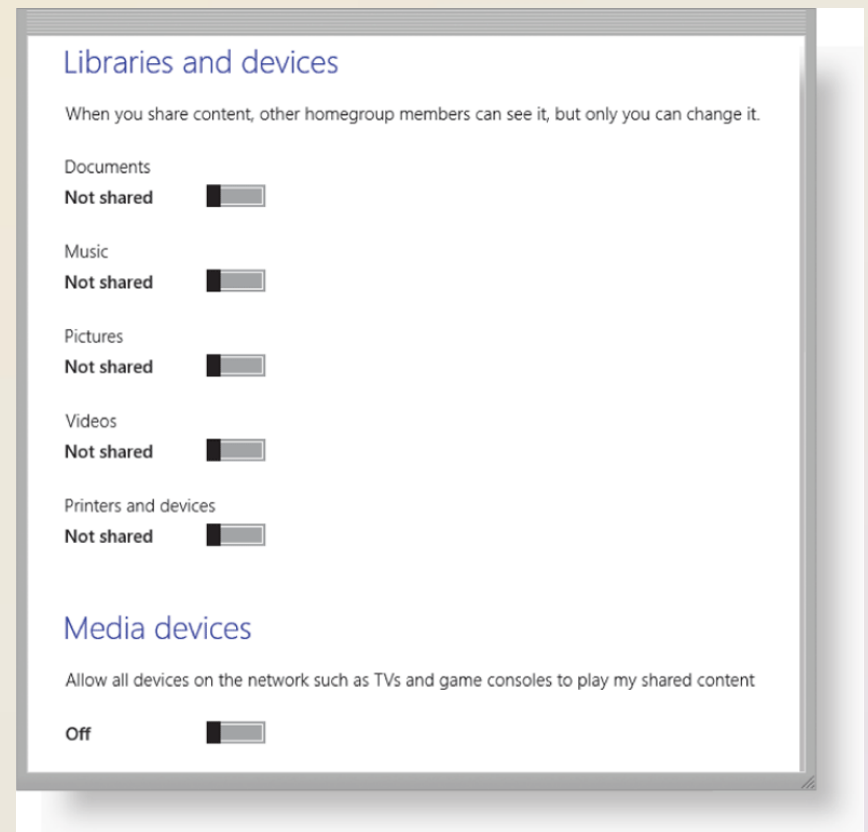 Libraries and devices
When you share content, other homegroup members can see it, but only you can change it.
Documents
Not shared
Music
Not shared
Pictures
Not shared
Videos
Not shared
Printers and devices
Not shared
Media devices
Allow all devices on the network such as TVs and game consoles to play my shared content
Off